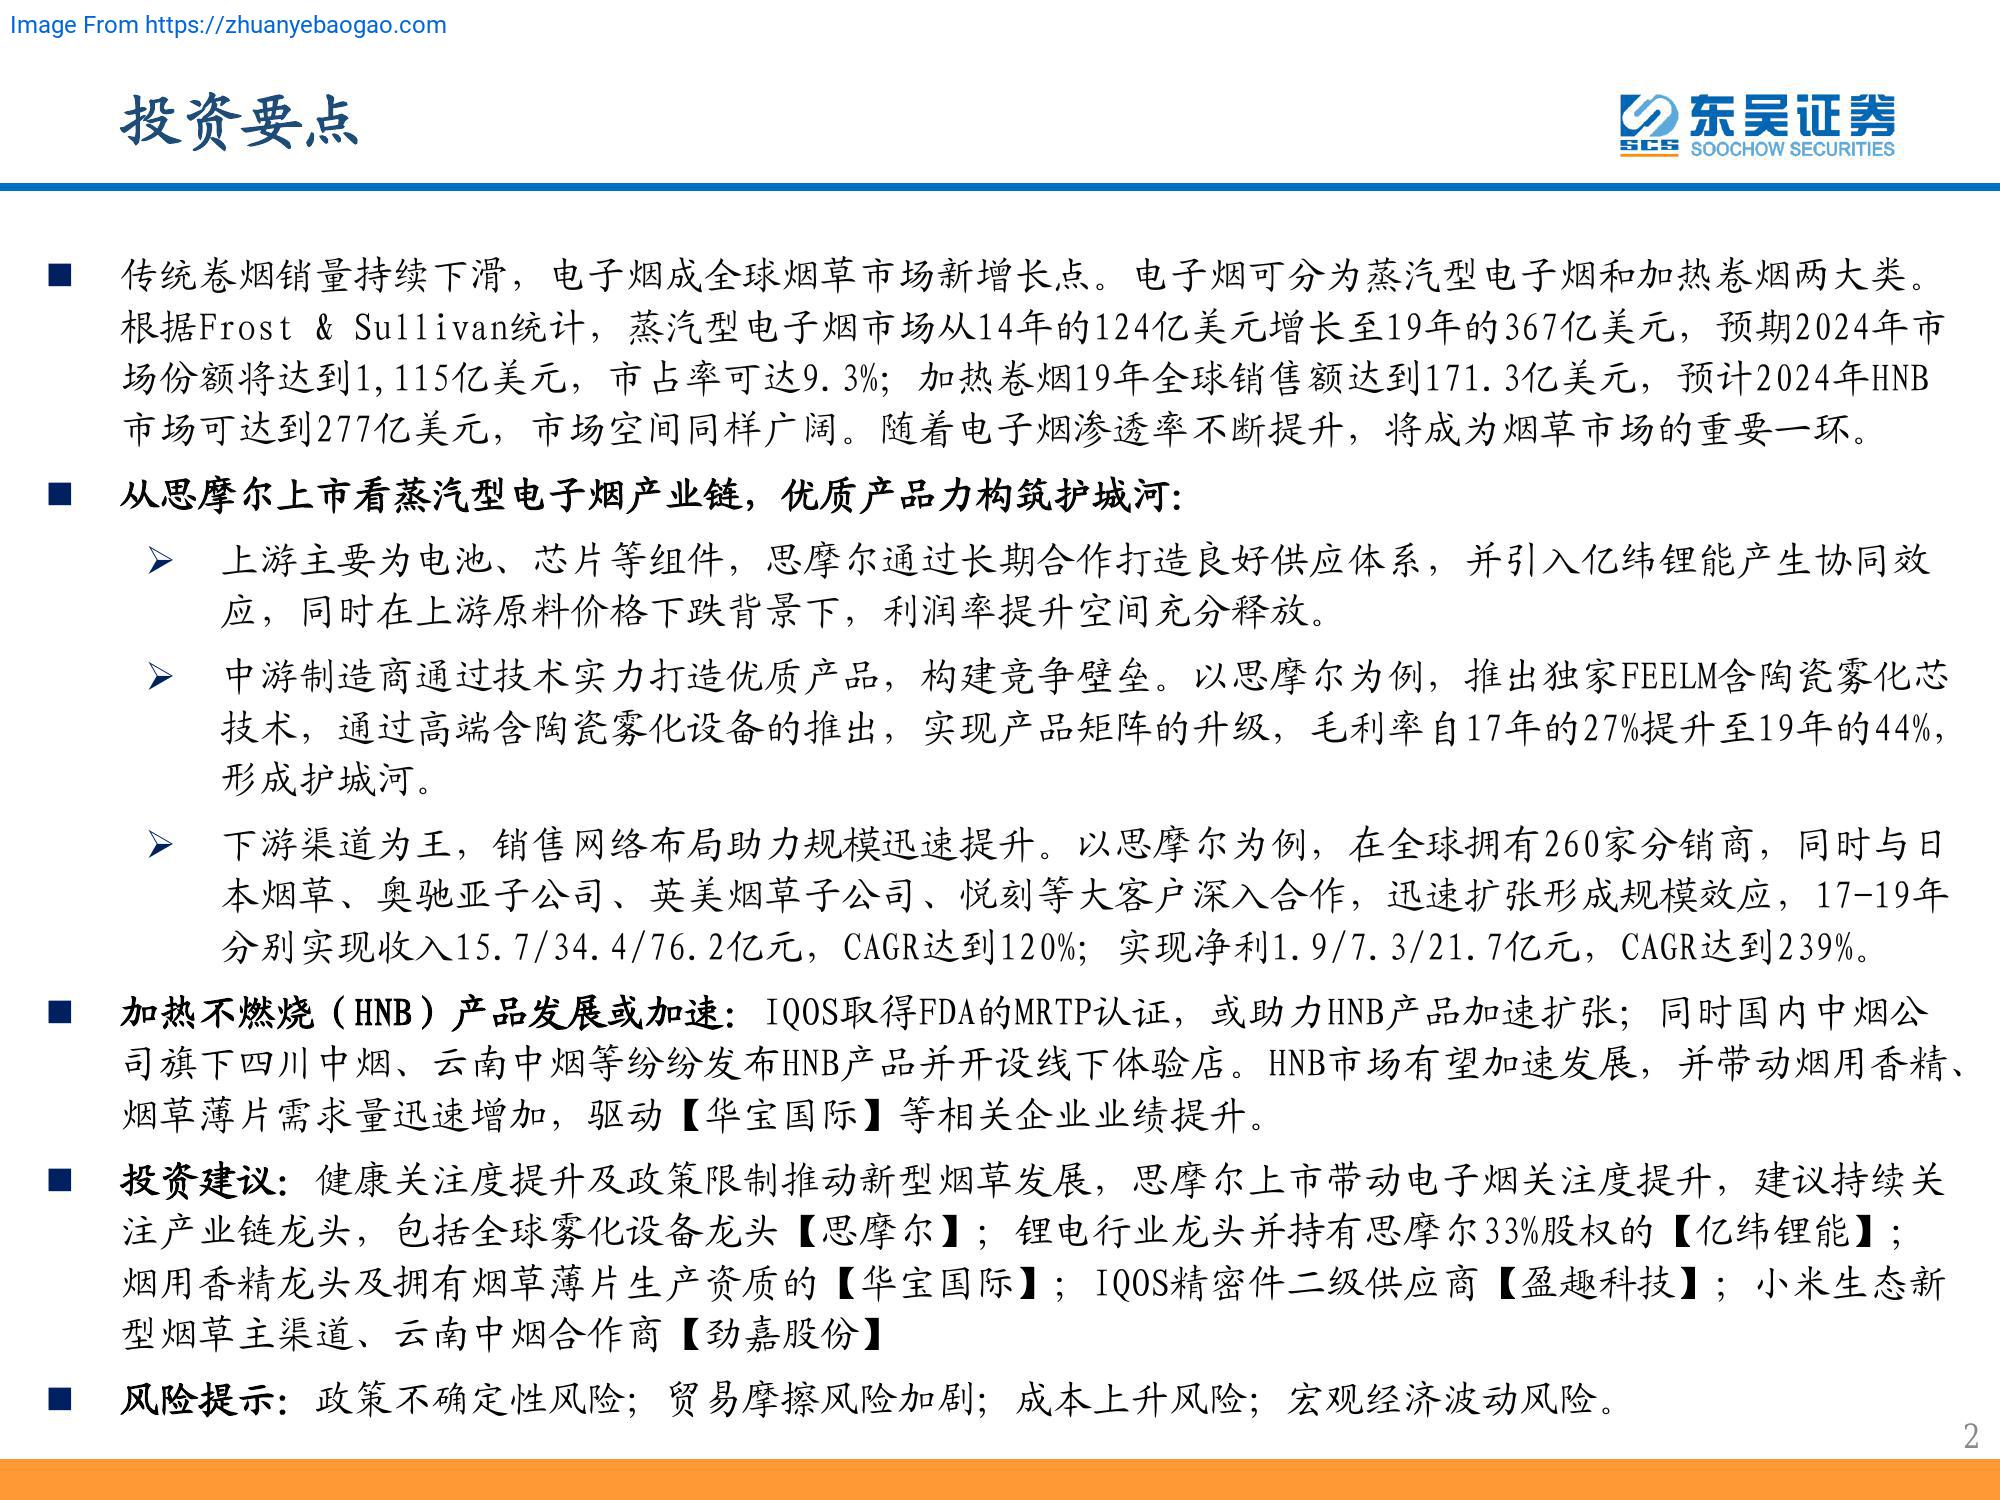 Image From https://zhuanyebaogao.com
投资要点
东吴证券
SCS
SOOCHOW SECURITIES
■ 传统卷烟销量持续下滑，电子烟成全球烟草市场新增长点。电子烟可分为蒸汽型电子烟和加热卷烟两大类。
根据Frost & Sullivan统计，蒸汽型电子烟市场从14年的124亿美元增长至19年的367亿美元，预期2024年市
场份额将达到1,115亿美元，市占率可达9.3%；加热卷烟19年全球销售额达到171.3亿美元，预计2024年HNB
市场可达到277亿美元，市场空间同样广阔。随着电子烟渗透率不断提升，将成为烟草市场的重要一环。
■ 从思摩尔上市看蒸汽型电子烟产业链，优质产品力构筑护城河：
➢ 上游主要为电池、芯片等组件，思摩尔通过长期合作打造良好供应体系，并引入亿纬锂能产生协同效
应，同时在上游原料价格下跌背景下，利润率提升空间充分释放。
➢ 中游制造商通过技术实力打造优质产品，构建竞争壁垒。以思摩尔为例，推出独家FEELM含陶瓷雾化芯
技术，通过高端含陶瓷雾化设备的推出，实现产品矩阵的升级，毛利率自17年的27%提升至19年的44%，
形成护城河。
➢ 下游渠道为王，销售网络布局助力规模迅速提升。以思摩尔为例，在全球拥有260家分销商，同时与日
本烟草、奥驰亚子公司、英美烟草子公司、悦刻等大客户深入合作，迅速扩张形成规模效应，17-19年
分别实现收入15.7/34.4/76.2亿元，CAGR达到120%；实现净利1.9/7.3/21.7亿元，CAGR达到239%。
■ 加热不燃烧（HNB）产品发展或加速：IQOS取得FDA的MRTP认证，或助力HNB产品加速扩张；同时国内中烟公
司旗下四川中烟、云南中烟等纷纷发布HNB产品并开设线下体验店。HNB市场有望加速发展，并带动烟用香精、
烟草薄片需求量迅速增加，驱动【华宝国际】等相关企业业绩提升。
■ 投资建议：健康关注度提升及政策限制推动新型烟草发展，思摩尔上市带动电子烟关注度提升，建议持续关
注产业链龙头，包括全球雾化设备龙头【思摩尔】；锂电行业龙头并持有思摩尔33%股权的【亿纬锂能】；
烟用香精龙头及拥有烟草薄片生产资质的【华宝国际】；IQOS精密件二级供应商【盈趣科技】；小米生态新
型烟草主渠道、云南中烟合作商【劲嘉股份】
■ 风险提示：政策不确定性风险；贸易摩擦风险加剧；成本上升风险；宏观经济波动风险。
2